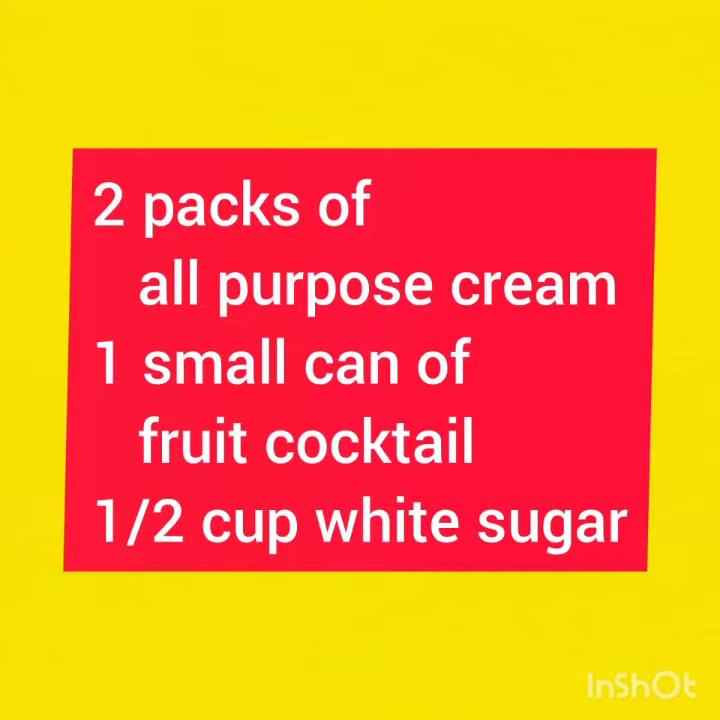 2 packs of
all purpose cream
1 small can of
fruit cocktail
1/2 cup white sugar
InShOt